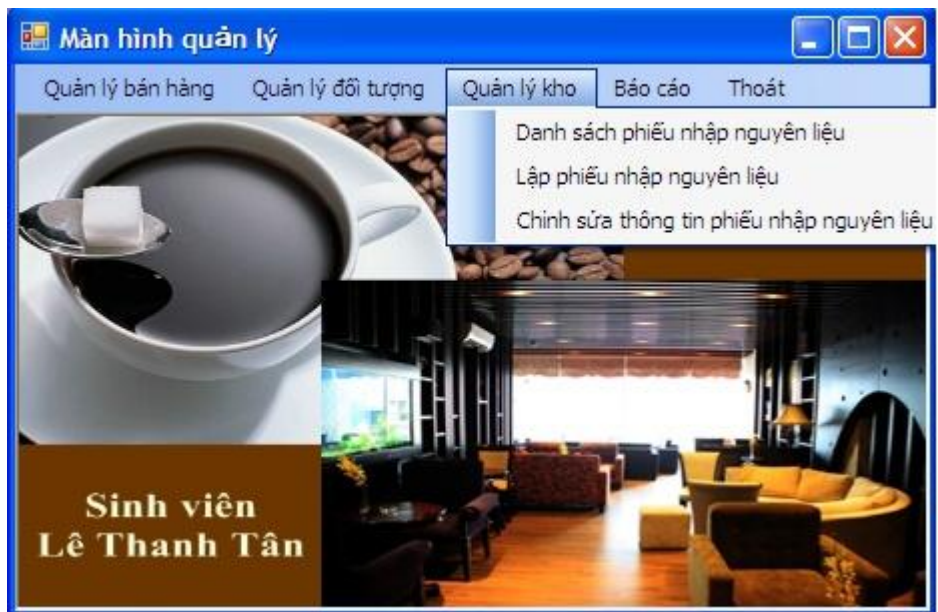 Màn hình quản lý
Quản lý bán hàng Quản lý đối tượng Quản lý kho Báo cáo Thoát
Danh sách phiếu nhập nguyên liệu
Lập phiếu nhập nguyên liệu
Chỉnh sửa thông tin phiếu nhập nguyên liệu
Sinh viên
Lê Thanh Tân